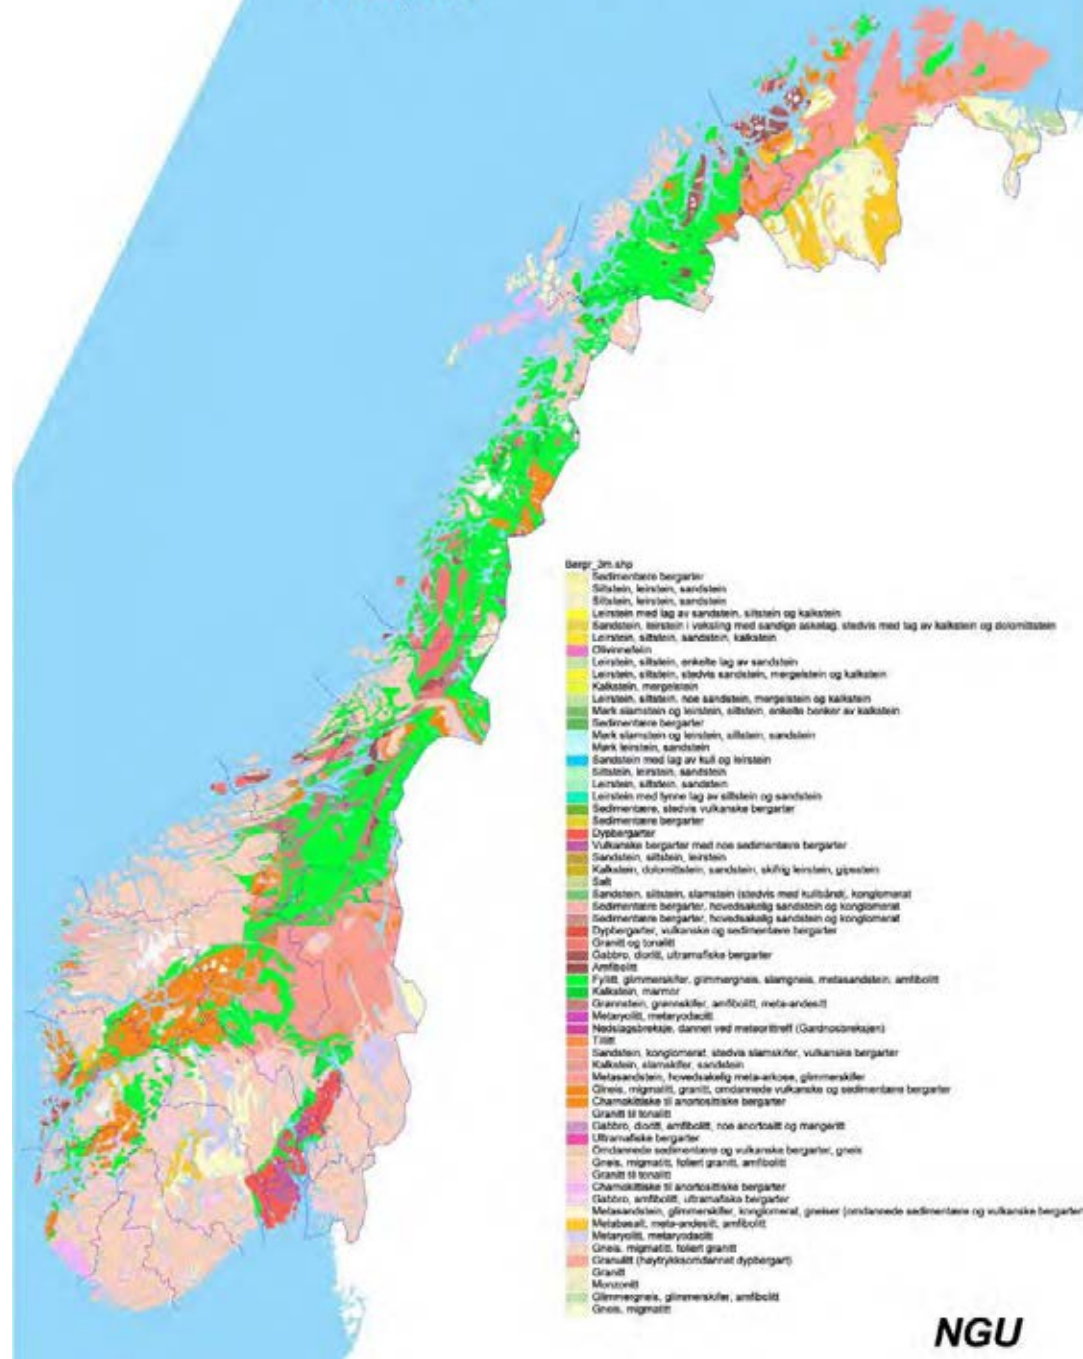 Bergr_3m.shp
Sedimentære bergarter
Siltstein, leirstein, sandstein
Siltstein, leirstein, sandstein
Leirstein med lag av sandstein, siltstein og kalkstein
Sandstein, leirstein i veksling med sandige askelag, stedvis med lag av kalkstein og dolomittstein
Leirstein, siltstein, sandstein, kalkstein
Olivinnefelin
Leirstein, siltstein, enkelte lag av sandstein
Leirstein, siltstein, stedvis sandstein, mergelstein og kalkstein
Kalkstein, mergelstein
Leirstein, siltstein, noe sandstein, mergelstein og kalkstein
Mørk slamstein og leirstein, siltstein, enkelte benker av kalkstein
Sedimentære bergarter
Mørk slamstein og leirstein, siltstein, sandstein
Mørk leirstein, sandstein
Sandstein med lag av kull og leirstein
Siltstein, leirstein, sandstein
Leirstein, siltstein, sandstein
Leirstein med tynne lag av siltstein og sandstein
Sedimentære, stedvis vulkanske bergarter
Sedimentære bergarter
Dypbergarter
Vulkanske bergarter med noe sedimentære bergarter
Sandstein, siltstein, leirstein
Kalkstein, dolomittstein, sandstein, skifrig leirstein, gipsstein
Salt
Sandstein, siltstein, slamstein (stedvis med kullbånd), konglomerat
Sedimentære bergarter, hovedsakelig sandstein og konglomerat
Sedimentære bergarter, hovedsakelig sandstein og konglomerat
Dypbergarter, vulkanske og sedimentære bergarter
Granitt og tonalitt
Gabbro, dioritt, ultramafiske bergarter
Amfibolitt
Fyllitt, glimmerskifer, glimmergneis, slamgneis, metasandstein, amfibolitt
Kalkstein, marmor
Grønnstein, grønnskifer, amfibolitt, meta-andesitt
Metaryolitt, metaryodacitt
Nedslagsbreksje, dannet ved meteorittreff (Gardnosbreksjen)
Tillitt
Sandstein, konglomerat, stedvis slamskifer, vulkanske bergarter
Kalkstein, slamskifer, sandstein
Metasandstein, hovedsakelig meta-arkose, glimmerskifer
Gneis, migmatitt, granitt, omdannede vulkanske og sedimentære bergarter
Charnokittiske til anortosittiske bergarter
Granitt til tonalitt
Gabbro, dioritt, amfibolitt, noe anortositt og mangeritt
Ultramafiske bergarter
Omdannede sedimentære og vulkanske bergarter, gneis
Gneis, migmatitt, foliert granitt, amfibolitt
Granitt til tonalitt
Charnokittiske til anortosittiske bergarter
Gabbro, amfibolitt, ultramafiske bergarter
Metasandstein, glimmerskifer, konglomerat, gneiser (omdannede sedimentære og vulkanske bergarter
Metabasalt, meta-andesitt, amfibolitt
Metaryolitt, metaryodacitt
Gneis, migmatitt, foliert granitt
Granulitt (høytrykksomdannet dypbergart)
Granitt
Monzonitt
Glimmergneis, glimmerskifer, amfibolitt
Gneis, migmatitt
NGU